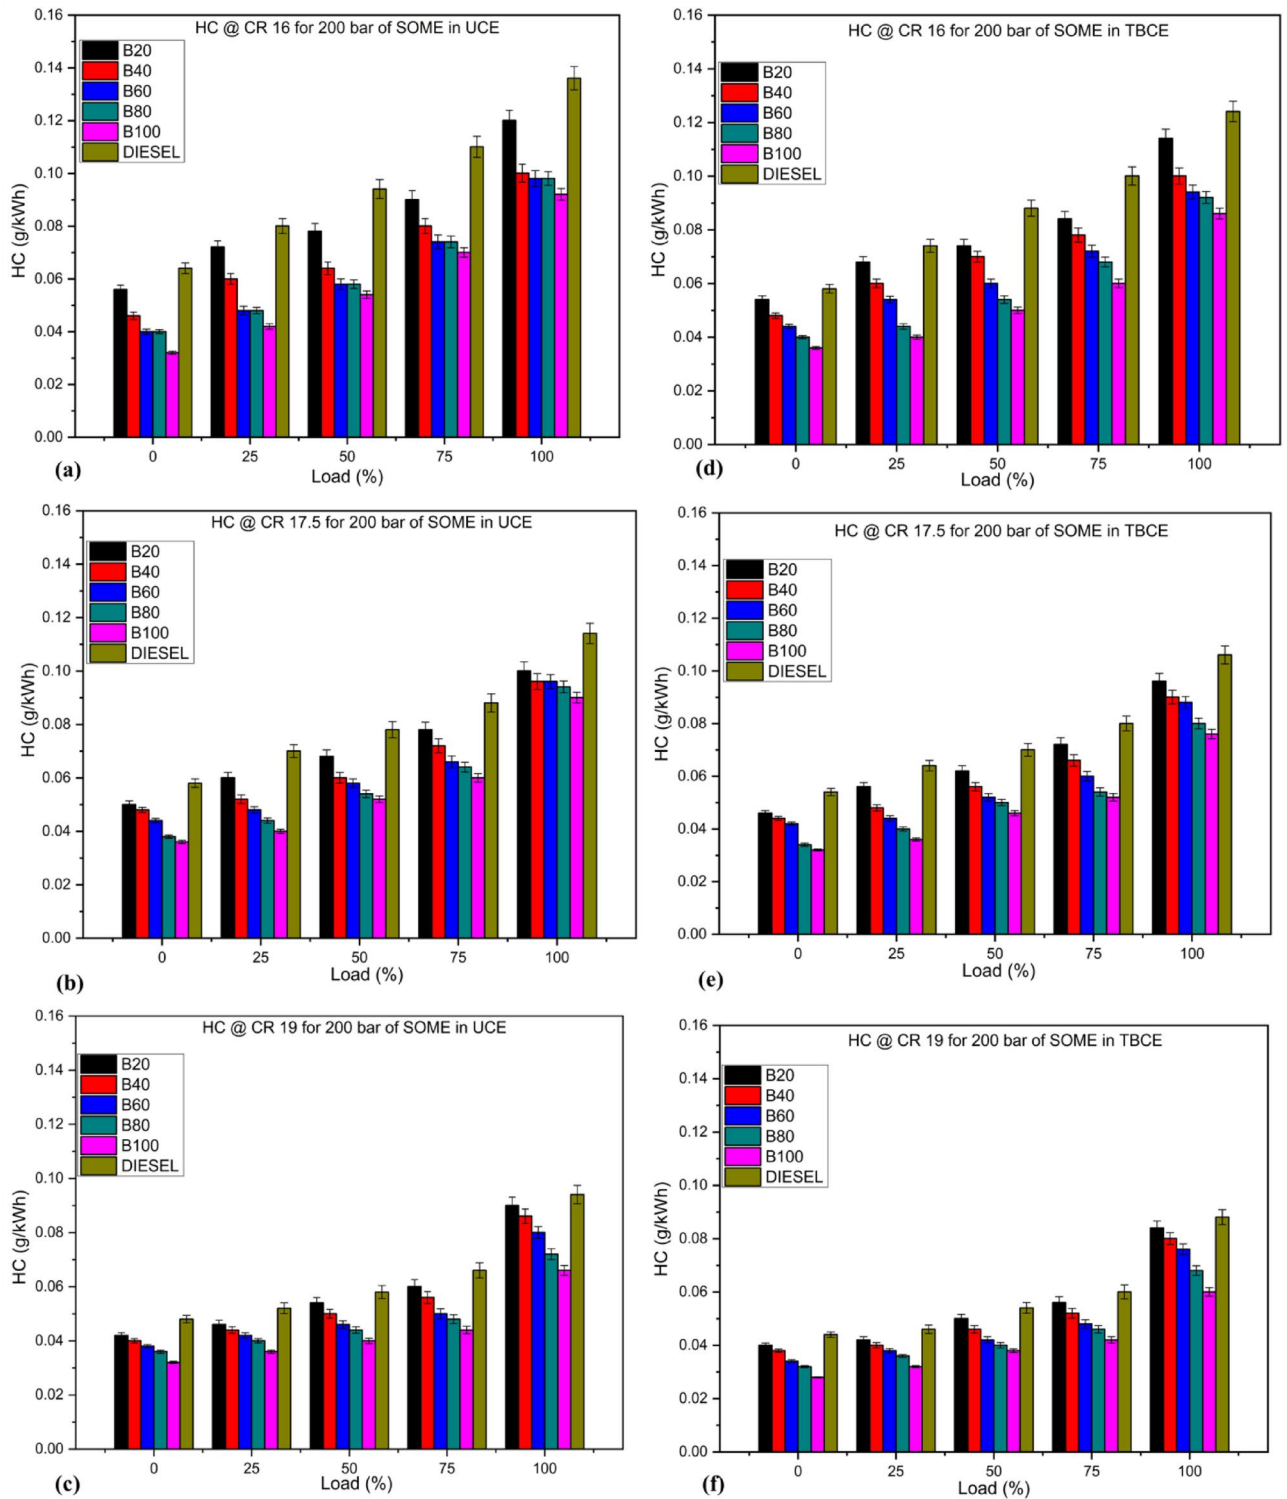 HC @ CR 16 for 200 bar of SOME in UCE
B20
B40
B60
B80
B100
DIESEL
HC (g/kWh)
0.16
0.14
0.12
0.10
0.08
0.06
0.04
0.02
0.00
0 25 50 75 100
Load (%)
(a)
HC @ CR 16 for 200 bar of SOME in TBCE
B20
B40
B60
B80
B100
DIESEL
HC (g/kWh)
0.16
0.14
0.12
0.10
0.08
0.06
0.04
0.02
0.00
0 25 50 75 100
Load (%)
(d)
HC @ CR 17.5 for 200 bar of SOME in UCE
B20
B40
B60
B80
B100
DIESEL
HC (g/kWh)
0.16
0.14
0.12
0.10
0.08
0.06
0.04
0.02
0.00
0 25 50 75 100
Load (%)
(b)
HC @ CR 17.5 for 200 bar of SOME in TBCE
B20
B40
B60
B80
B100
DIESEL
HC (g/kWh)
0.16
0.14
0.12
0.10
0.08
0.06
0.04
0.02
0.00
0 25 50 75 100
Load (%)
(e)
HC @ CR 19 for 200 bar of SOME in UCE
B20
B40
B60
B80
B100
DIESEL
HC (g/kWh)
0.16
0.14
0.12
0.10
0.08
0.06
0.04
0.02
0.00
0 25 50 75 100
Load (%)
(c)
HC @ CR 19 for 200 bar of SOME in TBCE
B20
B40
B60
B80
B100
DIESEL
HC (g/kWh)
0.16
0.14
0.12
0.10
0.08
0.06
0.04
0.02
0.00
0 25 50 75 100
Load (%)
(f)